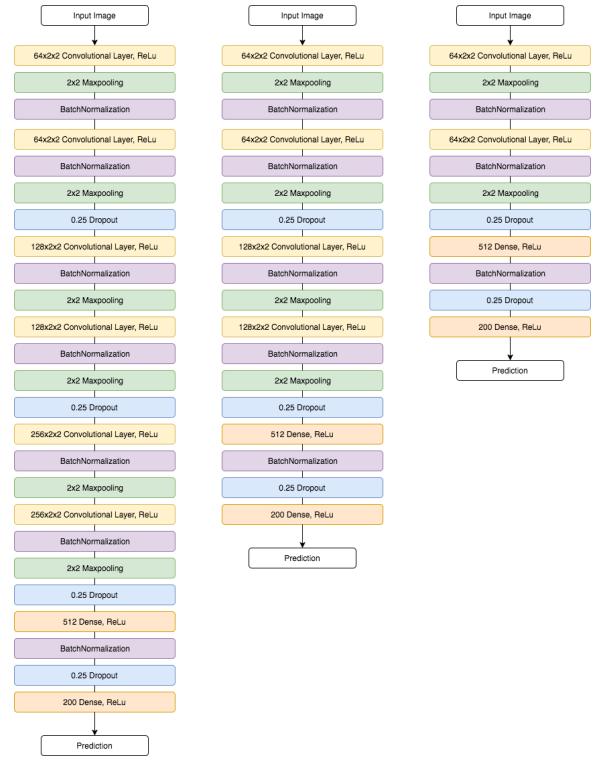 Input Image
64x2x2 Convolutional Layer, ReLu
2x2 Maxpooling
BatchNormalization
64x2x2 Convolutional Layer, ReLu
BatchNormalization
2x2 Maxpooling
0.25 Dropout
128x2x2 Convolutional Layer, ReLu
BatchNormalization
2x2 Maxpooling
128x2x2 Convolutional Layer, ReLu
BatchNormalization
2x2 Maxpooling
0.25 Dropout
256x2x2 Convolutional Layer, ReLu
BatchNormalization
2x2 Maxpooling
256x2x2 Convolutional Layer, ReLu
BatchNormalization
2x2 Maxpooling
0.25 Dropout
512 Dense, ReLu
BatchNormalization
0.25 Dropout
200 Dense, ReLu
Prediction
Input Image
64x2x2 Convolutional Layer, ReLu
2x2 Maxpooling
BatchNormalization
64x2x2 Convolutional Layer, ReLu
BatchNormalization
2x2 Maxpooling
0.25 Dropout
128x2x2 Convolutional Layer, ReLu
BatchNormalization
2x2 Maxpooling
128x2x2 Convolutional Layer, ReLu
BatchNormalization
2x2 Maxpooling
0.25 Dropout
512 Dense, ReLu
BatchNormalization
0.25 Dropout
200 Dense, ReLu
Prediction
Input Image
64x2x2 Convolutional Layer, ReLu
2x2 Maxpooling
BatchNormalization
64x2x2 Convolutional Layer, ReLu
BatchNormalization
2x2 Maxpooling
0.25 Dropout
512 Dense, ReLu
BatchNormalization
0.25 Dropout
200 Dense, ReLu
Prediction